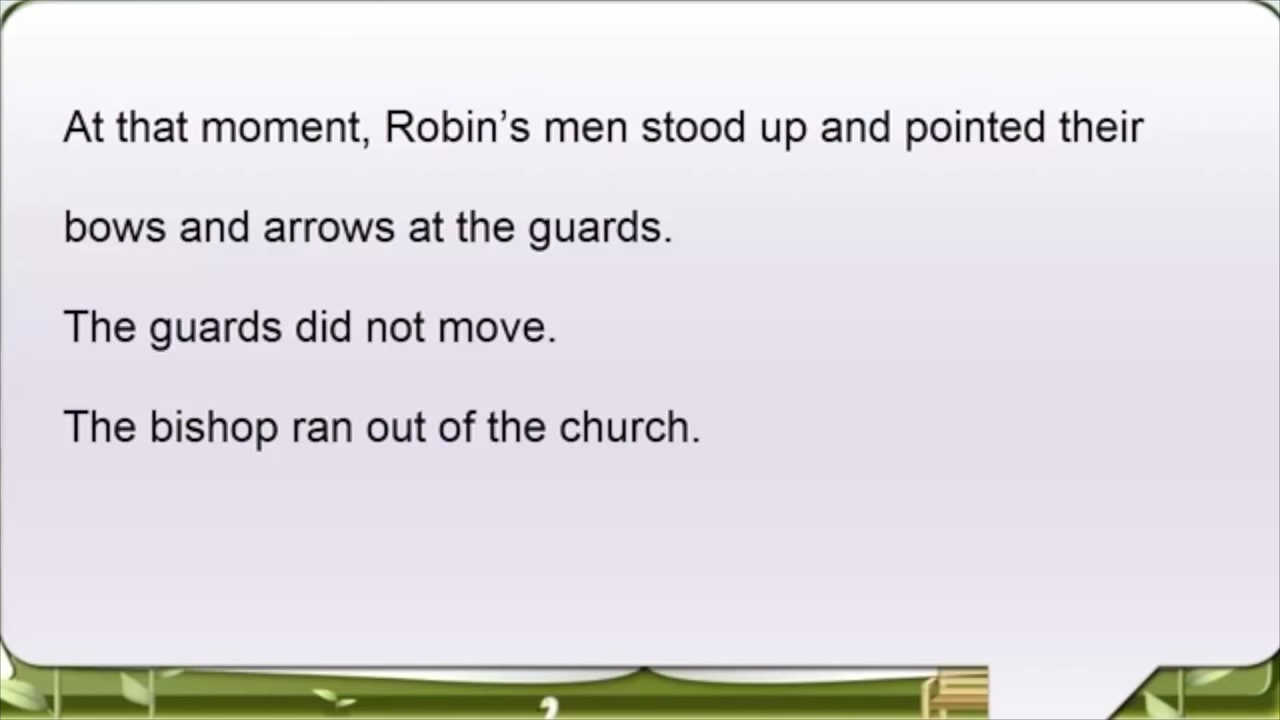 At that moment, Robin’s men stood up and pointed their
bows and arrows at the guards.
The guards did not move.
The bishop ran out of the church.